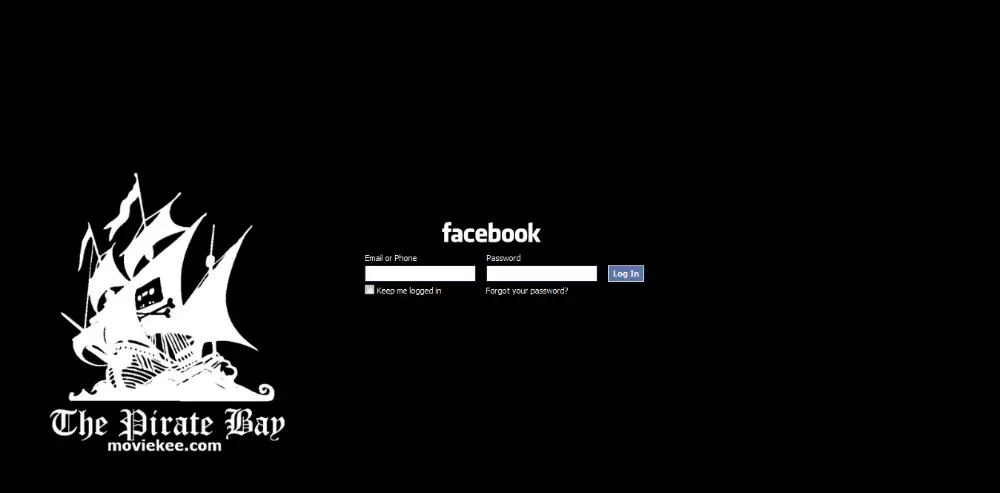 facebook
Email or Phone Password
Log In
Keep me logged in Forgot your password?
The Pirate Bay
moviekee.com